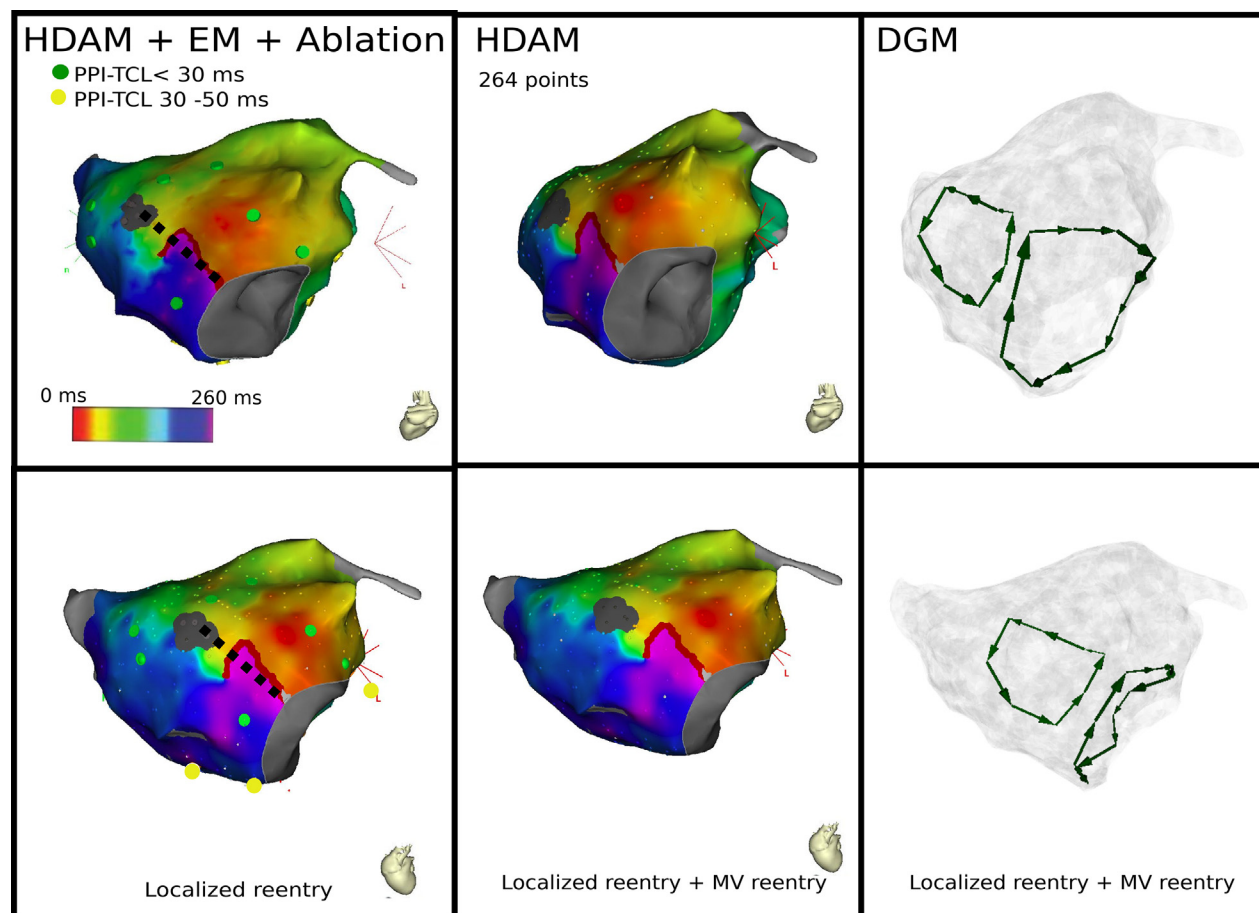 HDAM + EM + Ablation
PPI-TCL< 30 ms
PPI-TCL 30 -50 ms
0 ms
260 ms
HDAM
264 points
L
DGM
L
L
Localized reentry
L
Localized reentry + MV reentry
Localized reentry + MV reentry